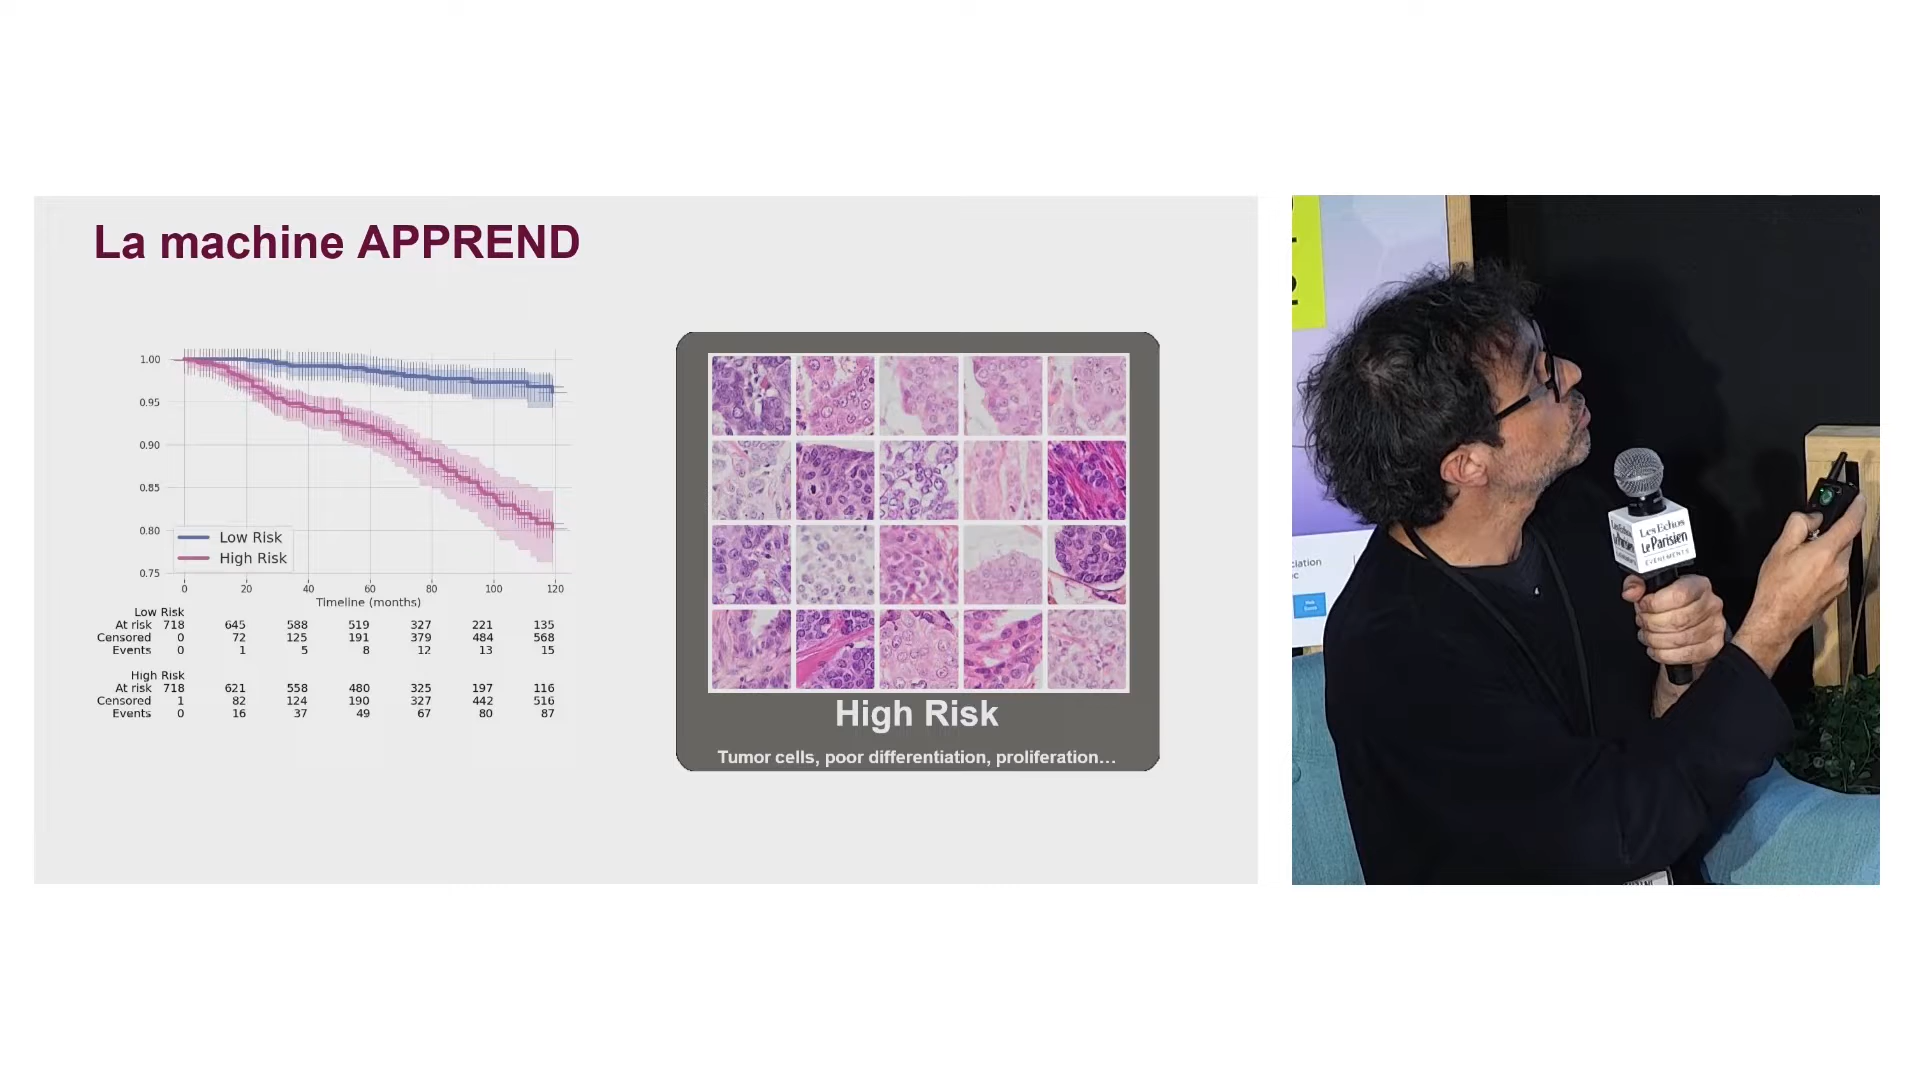 La machine APPREND
1.00
0.95
0.90
0.85
0.80
0.75
Low Risk
High Risk
0 20 40 60 80 100 120
Timeline (months)
Low Risk
At risk 718 645 588 519 327 221 135
Censored 0 72 125 191 379 484 568
Events 0 1 5 8 12 13 15
High Risk
At risk 718 621 558 480 325 197 116
Censored 1 82 124 190 327 442 516
Events 0 16 37 49 67 80 87
High Risk
Tumor cells, poor differentiation, proliferation...
Les Echos
Le Parisien
EVENEMENTS
ciation